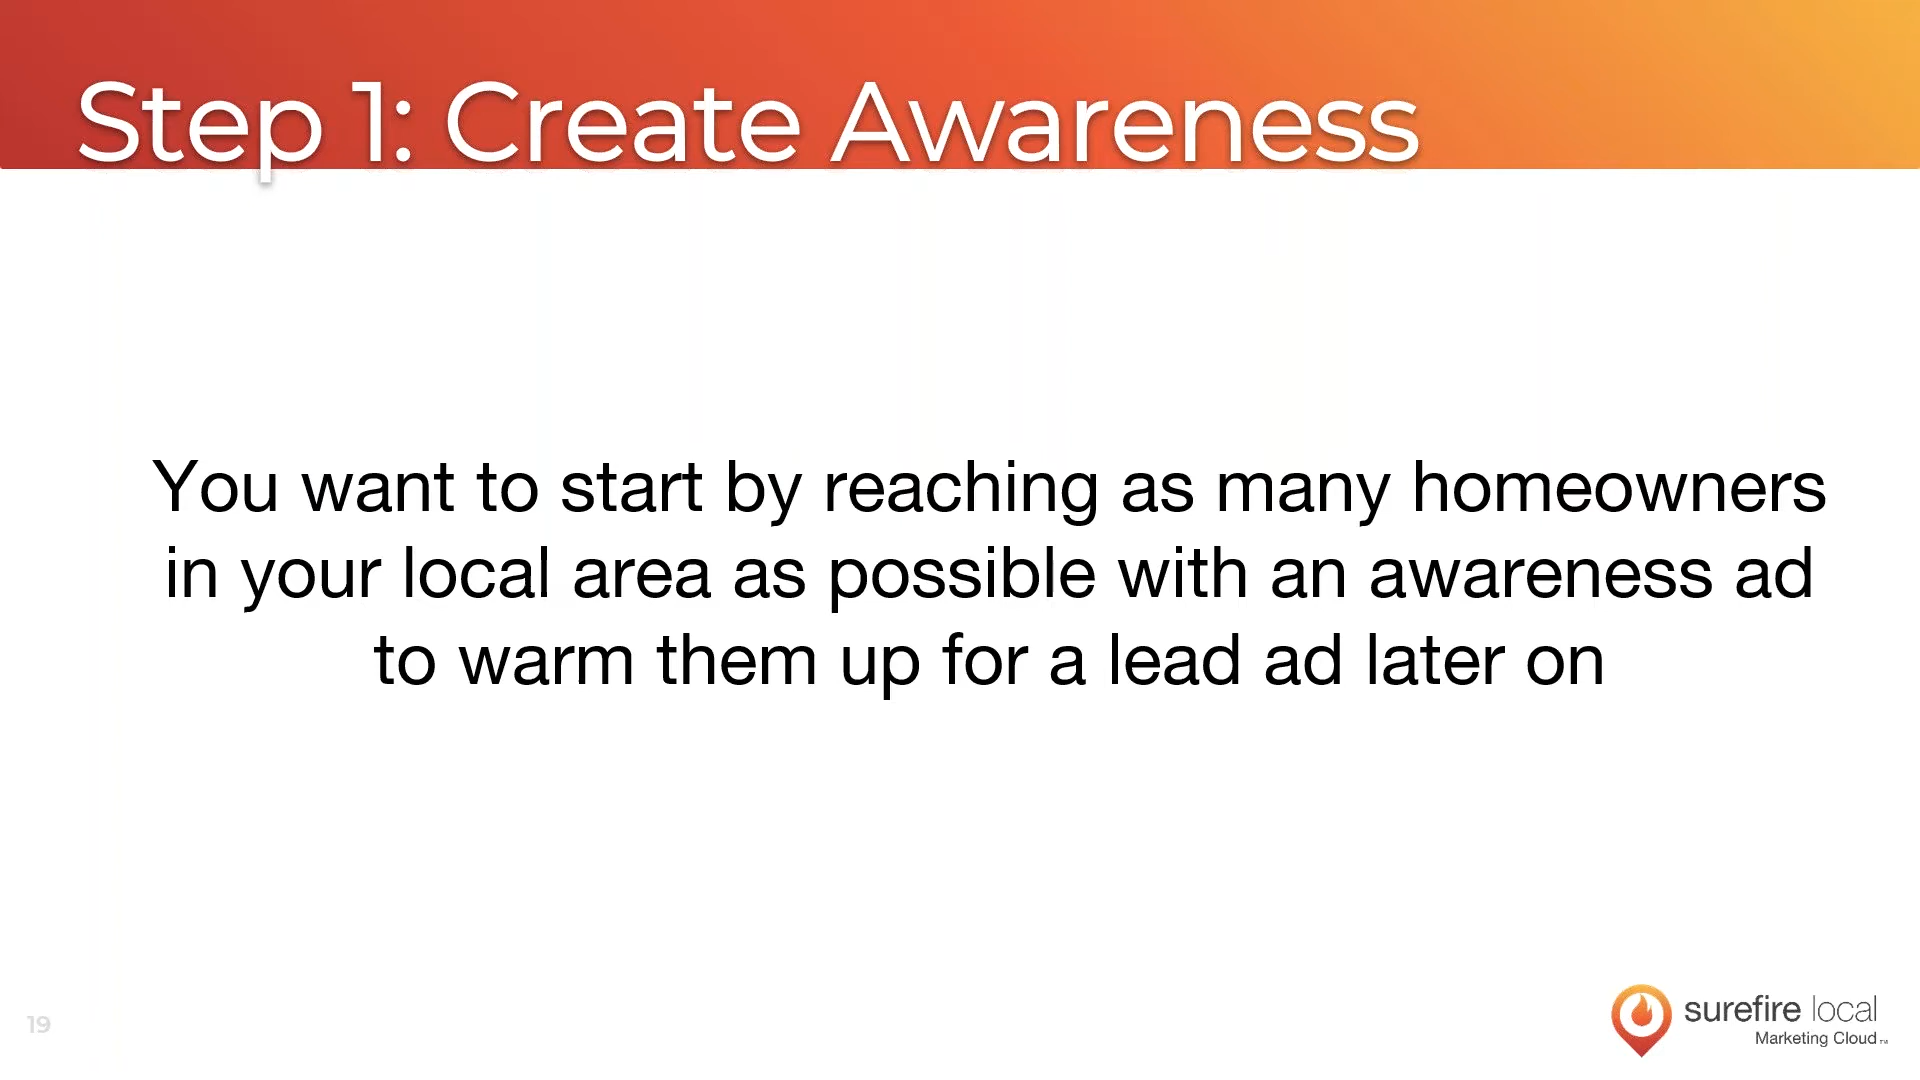 Step 1: Create Awareness
You want to start by reaching as many homeowners
in your local area as possible with an awareness ad
to warm them up for a lead ad later on
19
surefire local
Marketing Cloud™